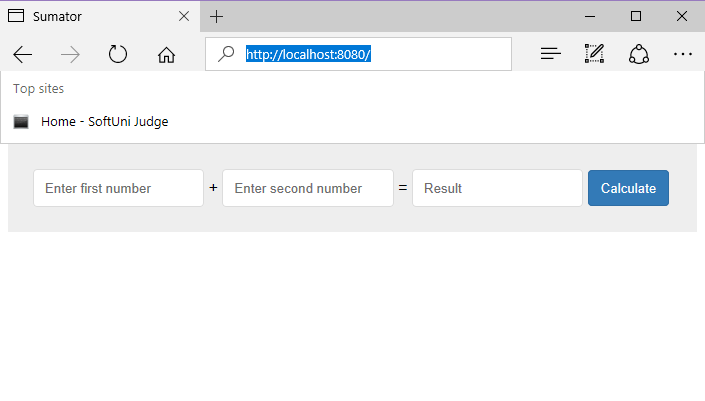 Sumator
http://localhost:8080/
Top sites
Home - SoftUni Judge
Enter first number + Enter second number = Result Calculate